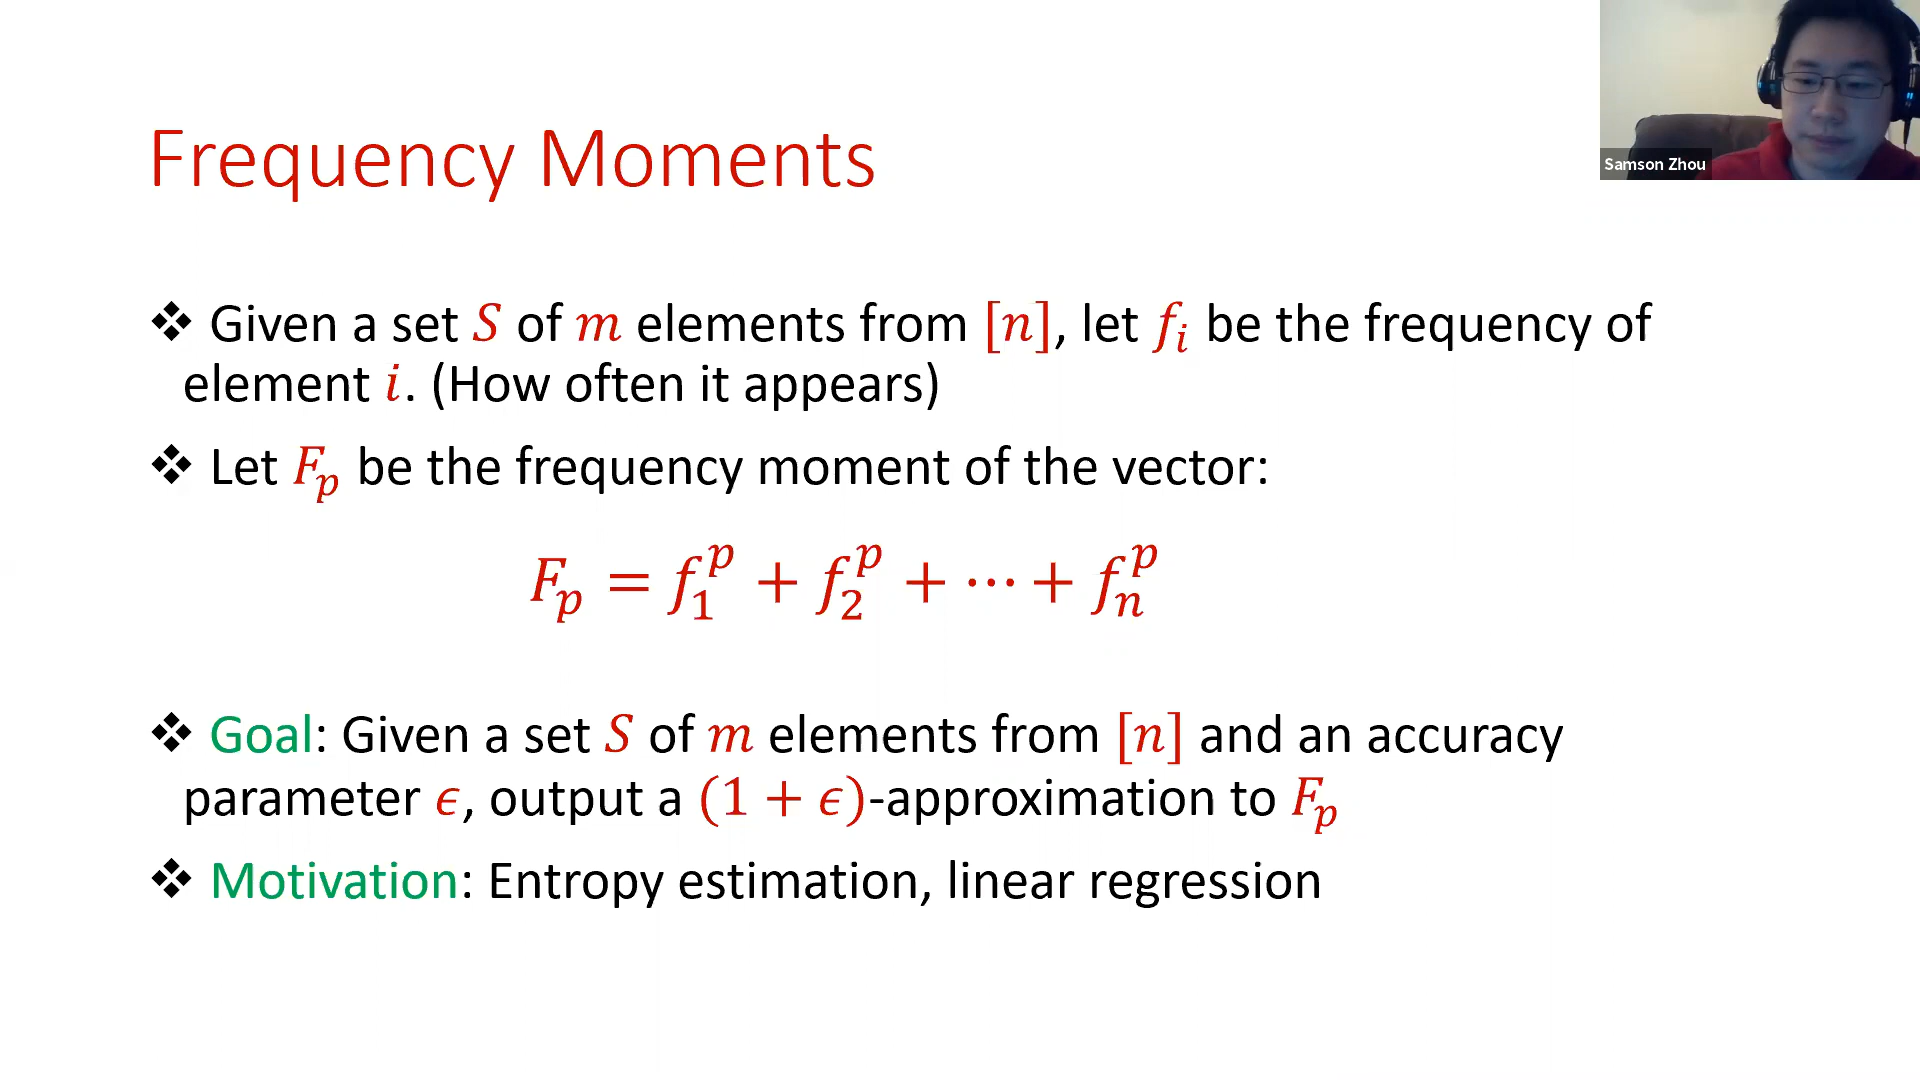 Frequency Moments
Samson Zhou
❖ Given a set S of m elements from [n], let f_i be the frequency of
element i. (How often it appears)
❖ Let F_p be the frequency moment of the vector:
F_p = f_1^p + f_2^p + ⋯ + f_n^p
❖ Goal: Given a set S of m elements from [n] and an accuracy
parameter ϵ, output a (1 + ϵ)-approximation to F_p
❖ Motivation: Entropy estimation, linear regression